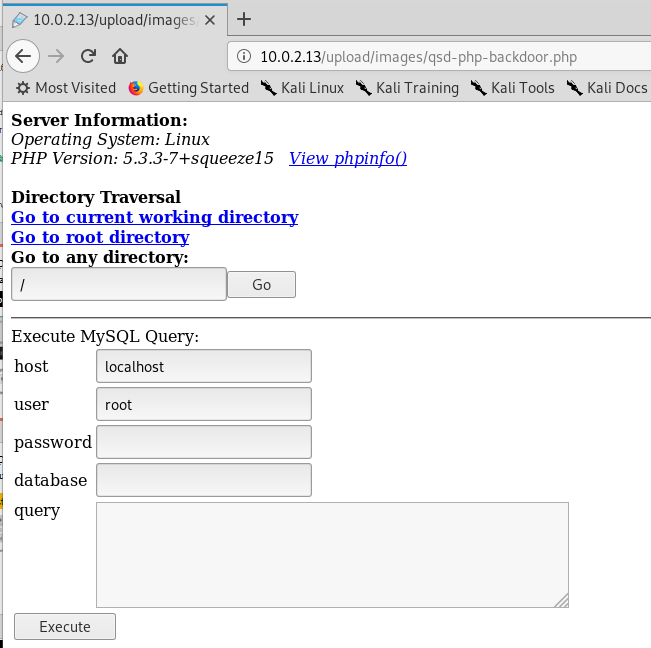 10.0.2.13/upload/images
10.0.2.13/upload/images/qsd-php-backdoor.php
Most Visited Getting Started Kali Linux Kali Training Kali Tools Kali Docs
Server Information:
Operating System: Linux
PHP Version: 5.3.3-7+squeeze15 View phpinfo()
Directory Traversal
Go to current working directory
Go to root directory
Go to any directory:
/ Go
Execute MySQL Query:
host localhost
user root
password
database
query
Execute